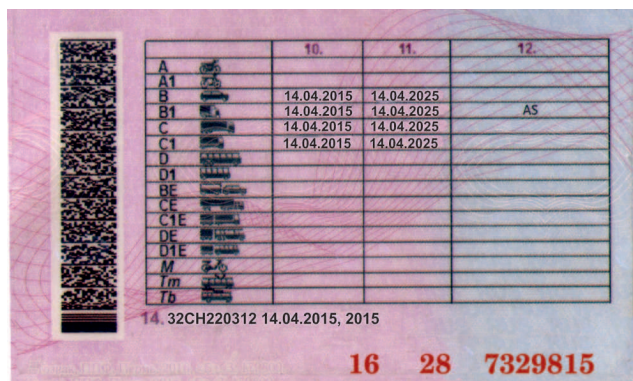 10. 11. 12.
A
A1
B 14.04.2015 14.04.2025
B1 14.04.2015 14.04.2025 AS
C 14.04.2015 14.04.2025
C1 14.04.2015 14.04.2025
D
D1
BE
CE
C1E
DE
D1E
M
Tm
Tb
14. 32CH220312 14.04.2015, 2015
16 28 7329815